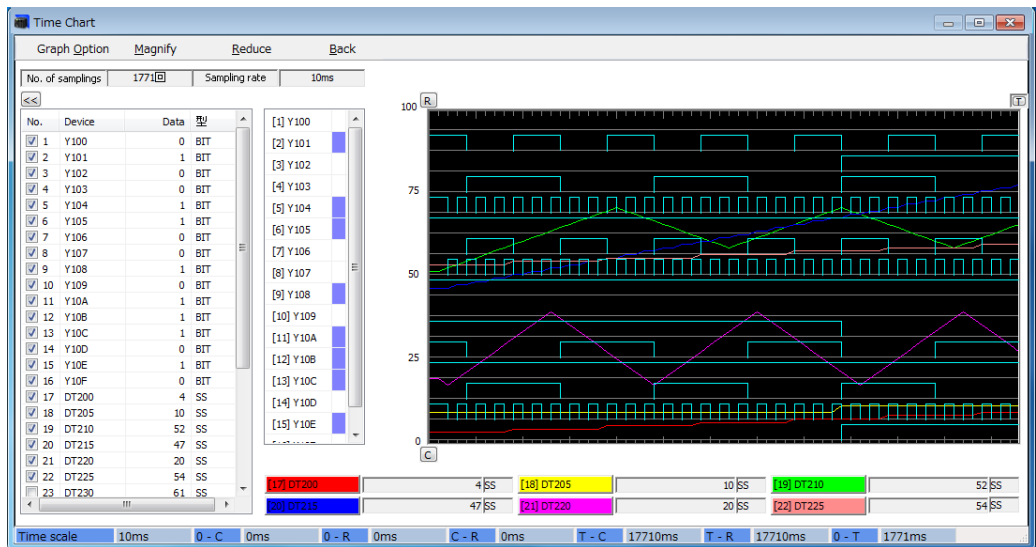 Time Chart
Graph Option Magnify Reduce Back
No. of samplings 1771回 Sampling rate 10ms
<<
No. Device Data 型
1 Y100 0 BIT
2 Y101 1 BIT
3 Y102 0 BIT
4 Y103 0 BIT
5 Y104 1 BIT
6 Y105 1 BIT
7 Y106 0 BIT
8 Y107 0 BIT
9 Y108 1 BIT
10 Y109 0 BIT
11 Y10A 1 BIT
12 Y10B 1 BIT
13 Y10C 1 BIT
14 Y10D 0 BIT
15 Y10E 1 BIT
16 Y10F 0 BIT
17 DT200 4 SS
18 DT205 10 SS
19 DT210 52 SS
20 DT215 47 SS
21 DT220 20 SS
22 DT225 54 SS
23 DT230 61 SS
[1] Y100
[2] Y101
[3] Y102
[4] Y103
[5] Y104
[6] Y105
[7] Y106
[8] Y107
[9] Y108
[10] Y109
[11] Y10A
[12] Y10B
[13] Y10C
[14] Y10D
[15] Y10E
R
T
100
75
50
25
0
C
[17] DT200 4 SS [18] DT205 10 SS [19] DT210 52 SS
[20] DT215 47 SS [21] DT220 20 SS [22] DT225 54 SS
Time scale 10ms 0 - C 0ms 0 - R 0ms C - R 0ms T - C 17710ms T - R 17710ms 0 - T 1771ms